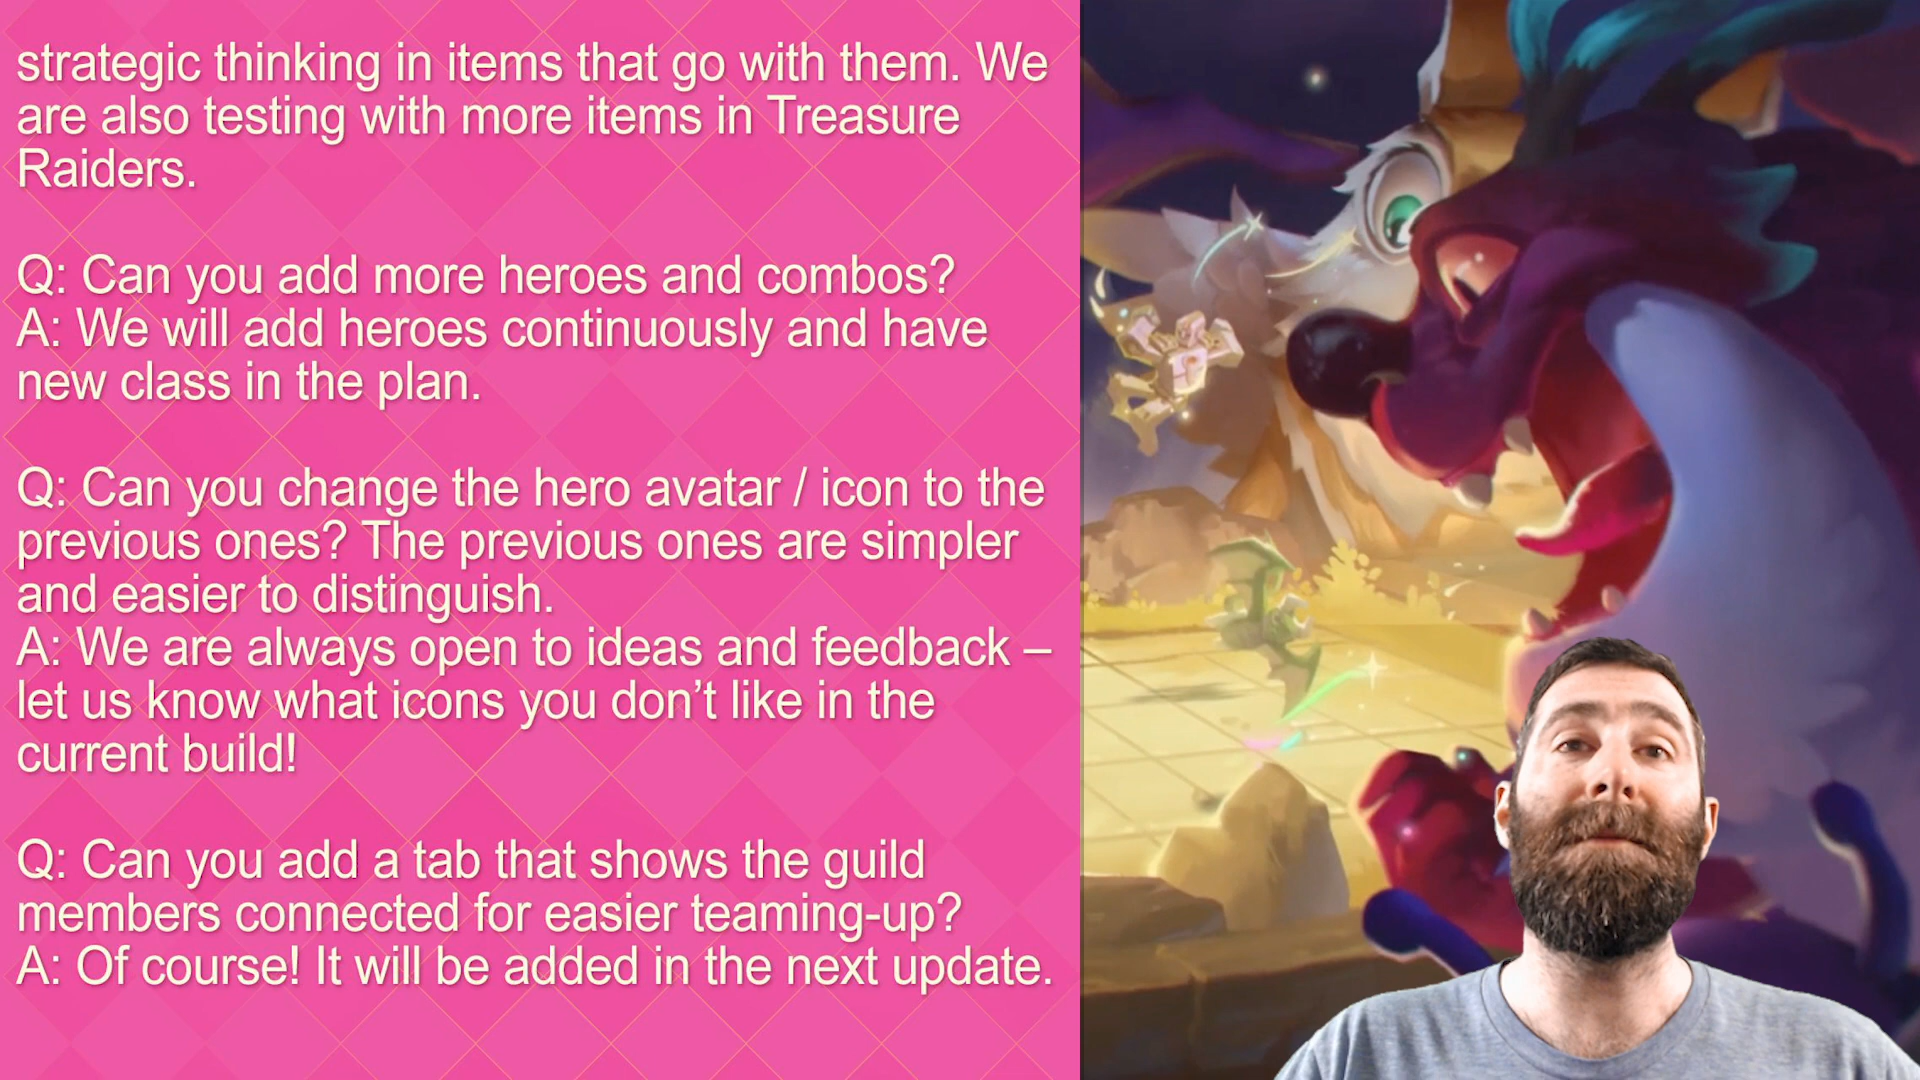 strategic thinking in items that go with them. We
are also testing with more items in Treasure
Raiders.
Q: Can you add more heroes and combos?
A: We will add heroes continuously and have
new class in the plan.
Q: Can you change the hero avatar / icon to the
previous ones? The previous ones are simpler
and easier to distinguish.
A: We are always open to ideas and feedback –
let us know what icons you don’t like in the
current build!
Q: Can you add a tab that shows the guild
members connected for easier teaming-up?
A: Of course! It will be added in the next update.